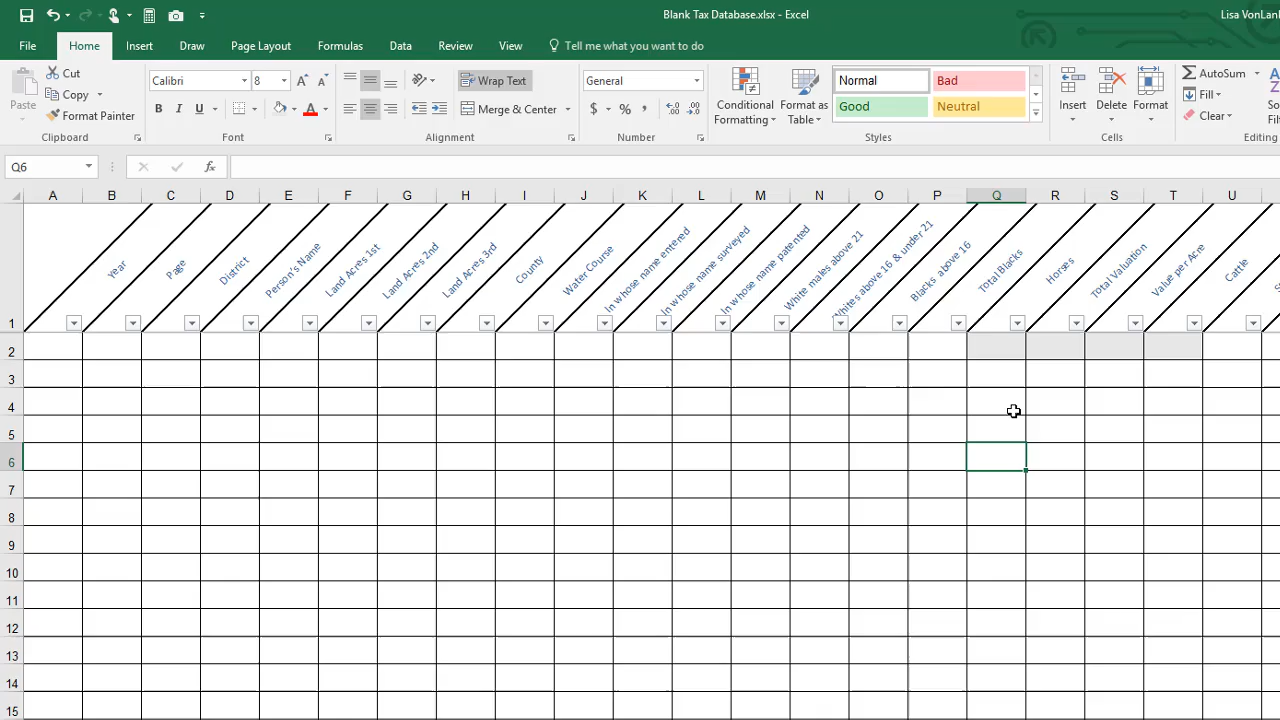 Blank Tax Database.xlsx - Excel
Lisa VonLan
File Home Insert Draw Page Layout Formulas Data Review View Tell me what you want to do
Paste
Cut
Copy
Format Painter
Clipboard
Calibri 8
B I U A
Font
Wrap Text
Merge & Center
Alignment
General
$ % ,
Number
Conditional Formatting
Format as Table
Normal Bad
Good Neutral
Styles
Insert Delete Format
Cells
AutoSum
Fill
Clear
Editing
Q6 fx
A B C D E F G H I J K L M N O P Q R S T U
1
Year
Page
District
Person's Name
Land Acres 1st
Land Acres 2nd
Land Acres 3rd
County
Water Course
In whose name entered
In whose name surveyed
In whose name patented
White males above 21
Whites above 16 & under 21
Blacks above 16
Total Blacks
Horses
Total Valuation
Value per Acre
Cattle
2
3
4
5
6
7
8
9
10
11
12
13
14
15